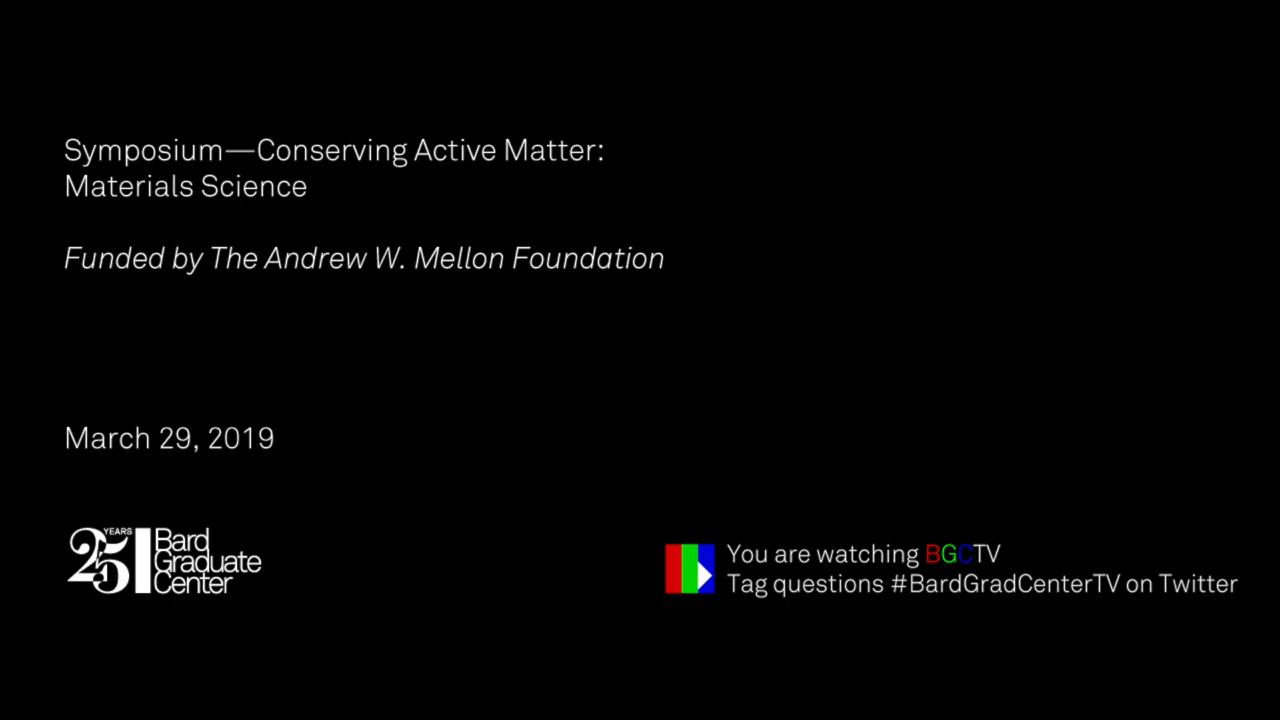 Symposium—Conserving Active Matter:
Materials Science
Funded by The Andrew W. Mellon Foundation
March 29, 2019
25 YEARS
Bard
Graduate
Center
You are watching BGCTV
Tag questions #BardGradCenterTV on Twitter